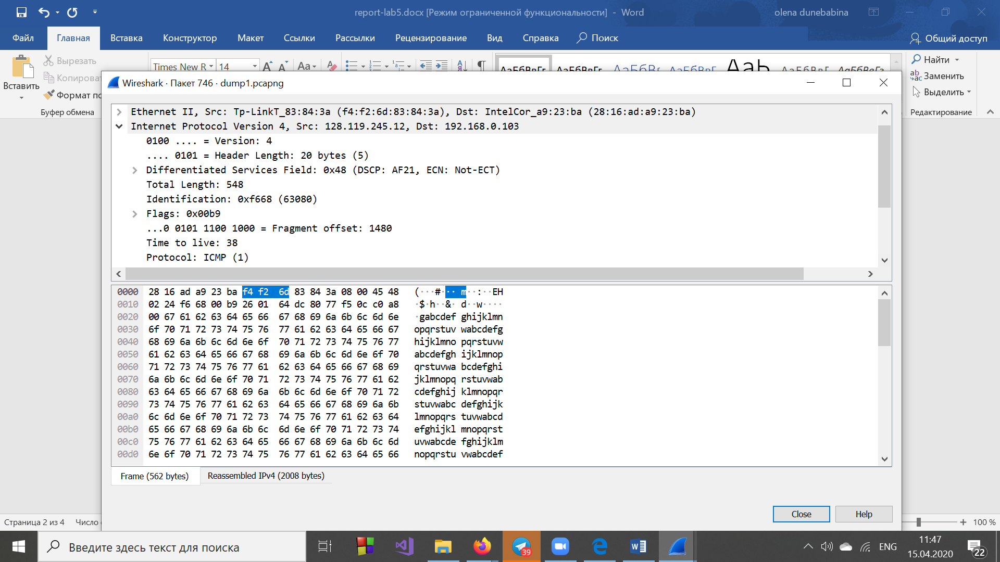 report-lab5.docx [Режим ограниченной функциональности] - Word
olena dunebabina
Файл Главная Вставка Конструктор Макет Ссылки Рассылки Рецензирование Вид Справка Поиск Общий доступ
Вставить
Вырезать
Копироват
Формат по
Буфер обмена
Times New R 14
Aa
АаБбВвГг АаБбВвГг, АаБбВвГ АаБбВвГ АаЬ АаБбВвГ АаБбВвГг
Найти
Заменить
Выделить
Редактирование
Wireshark · Пакет 746 · dump1.pcapng
Ethernet II, Src: Tp-LinkT_83:84:3a (f4:f2:6d:83:84:3a), Dst: IntelCor_a9:23:ba (28:16:ad:a9:23:ba)
Internet Protocol Version 4, Src: 128.119.245.12, Dst: 192.168.0.103
0100 .... = Version: 4
.... 0101 = Header Length: 20 bytes (5)
Differentiated Services Field: 0x48 (DSCP: AF21, ECN: Not-ECT)
Total Length: 548
Identification: 0xf668 (63080)
Flags: 0x00b9
...0 0101 1100 1000 = Fragment offset: 1480
Time to live: 38
Protocol: ICMP (1)
0000 28 16 ad a9 23 ba f4 f2 6d 83 84 3a 08 00 45 48 (···#··· m··:··EH
0010 02 24 f6 68 00 b9 26 01 64 dc 80 77 f5 0c c0 a8 ·$·h··&· d··w····
0020 00 67 61 62 63 64 65 66 67 68 69 6a 6b 6c 6d 6e ·gabcdef ghijklmn
0030 6f 70 71 72 73 74 75 76 77 61 62 63 64 65 66 67 opqrstuv wabcdefg
0040 68 69 6a 6b 6c 6d 6e 6f 70 71 72 73 74 75 76 77 hijklmno pqrstuvw
0050 61 62 63 64 65 66 67 68 69 6a 6b 6c 6d 6e 6f 70 abcdefgh ijklmnop
0060 71 72 73 74 75 76 77 61 62 63 64 65 66 67 68 69 qrstuvwa bcdefghi
0070 6a 6b 6c 6d 6e 6f 70 71 72 73 74 75 76 77 61 62 jklmnopq rstuvwab
0080 63 64 65 66 67 68 69 6a 6b 6c 6d 6e 6f 70 71 72 cdefghij klmnopqr
0090 73 74 75 76 77 61 62 63 64 65 66 67 68 69 6a 6b stuvwabc defghijk
00a0 6c 6d 6e 6f 70 71 72 73 74 75 76 77 61 62 63 64 lmnopqrs tuvwabcd
00b0 65 66 67 68 69 6a 6b 6c 6d 6e 6f 70 71 72 73 74 efghijkl mnopqrst
00c0 75 76 77 61 62 63 64 65 66 67 68 69 6a 6b 6c 6d uvwabcde fghijklm
00d0 6e 6f 70 71 72 73 74 75 76 77 61 62 63 64 65 66 nopqrstu vwabcdef
Frame (562 bytes) Reassembled IPv4 (2008 bytes)
Close Help
Страница 2 из 4 Число
100 %
Введите здесь текст для поиска
39
ENG
11:47
15.04.2020
22